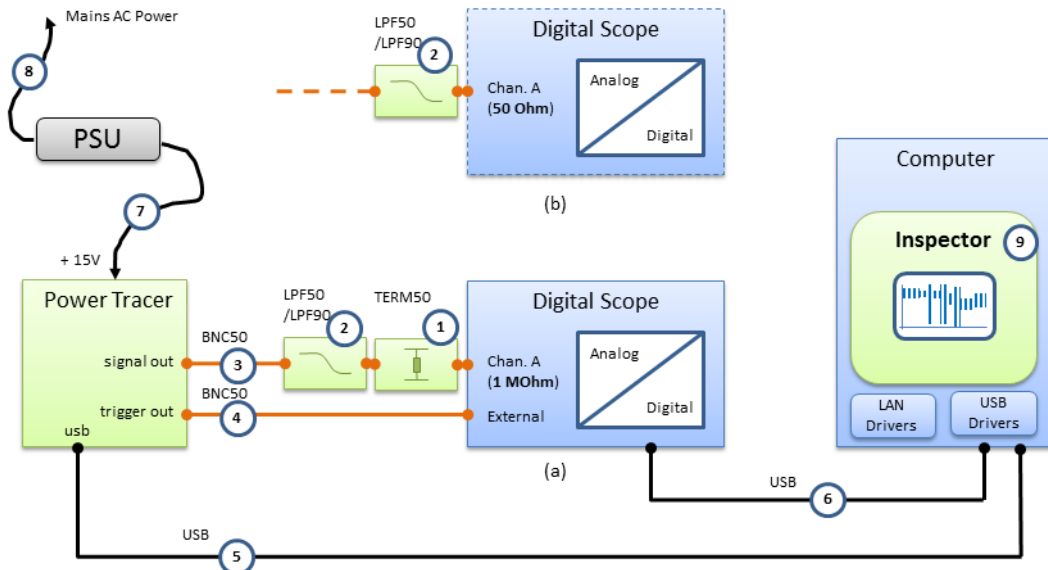 Mains AC Power
8
PSU
7
+ 15V
LPF50
/LPF90
2
Digital Scope
Chan. A
(50 Ohm)
Analog
Digital
(b)
Power Tracer
signal out
trigger out
usb
BNC50
3
BNC50
4
LPF50
/LPF90
2
TERM50
1
Digital Scope
Chan. A
(1 MOhm)
External
Analog
Digital
(a)
Computer
Inspector
9
LAN
Drivers
USB
Drivers
USB
6
USB
5